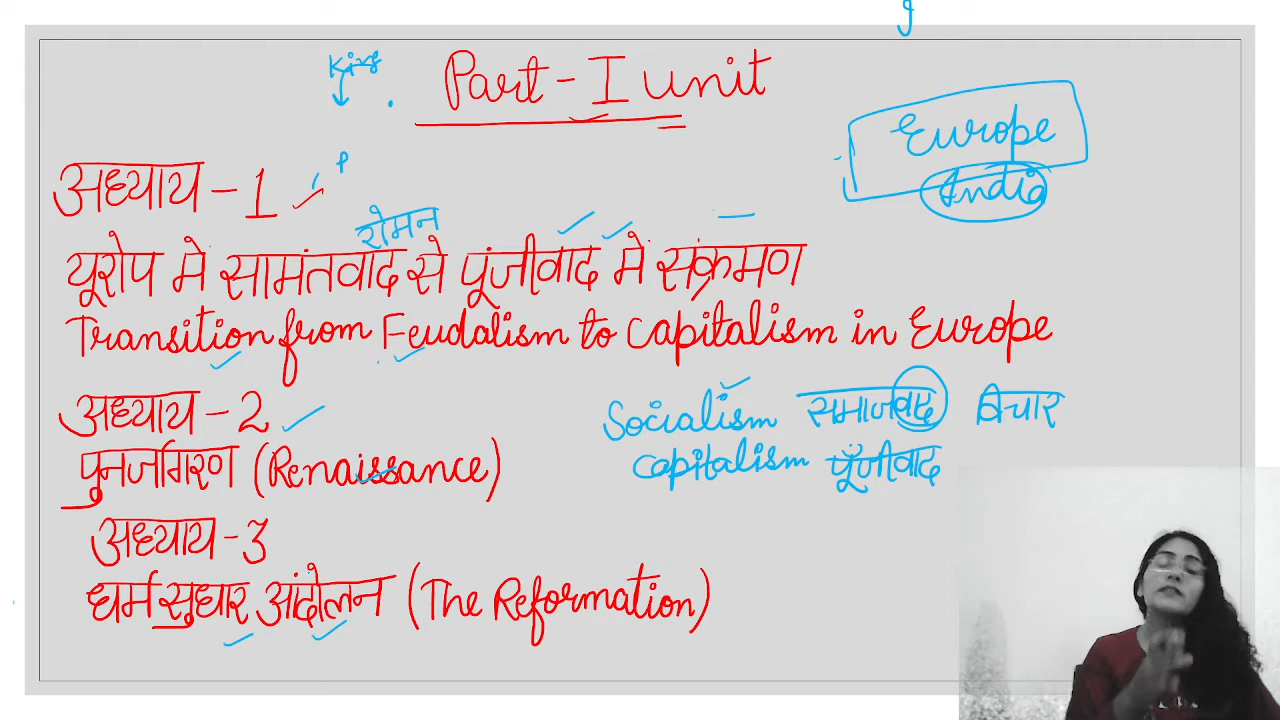 King
Part - I unit
Europe
India
अध्याय - 1
P
रोमन
यूरोप मे सामंतवाद से पूंजीवाद में संक्रमण
Transition from Feudalism to Capitalism in Europe
अध्याय - 2
Socialism समाजवाद विचार
Capitalism पूँजीवाद
पुनर्जागरण (Renaissance)
अध्याय - 3
धर्म सुधार आंदोलन (The Reformation)